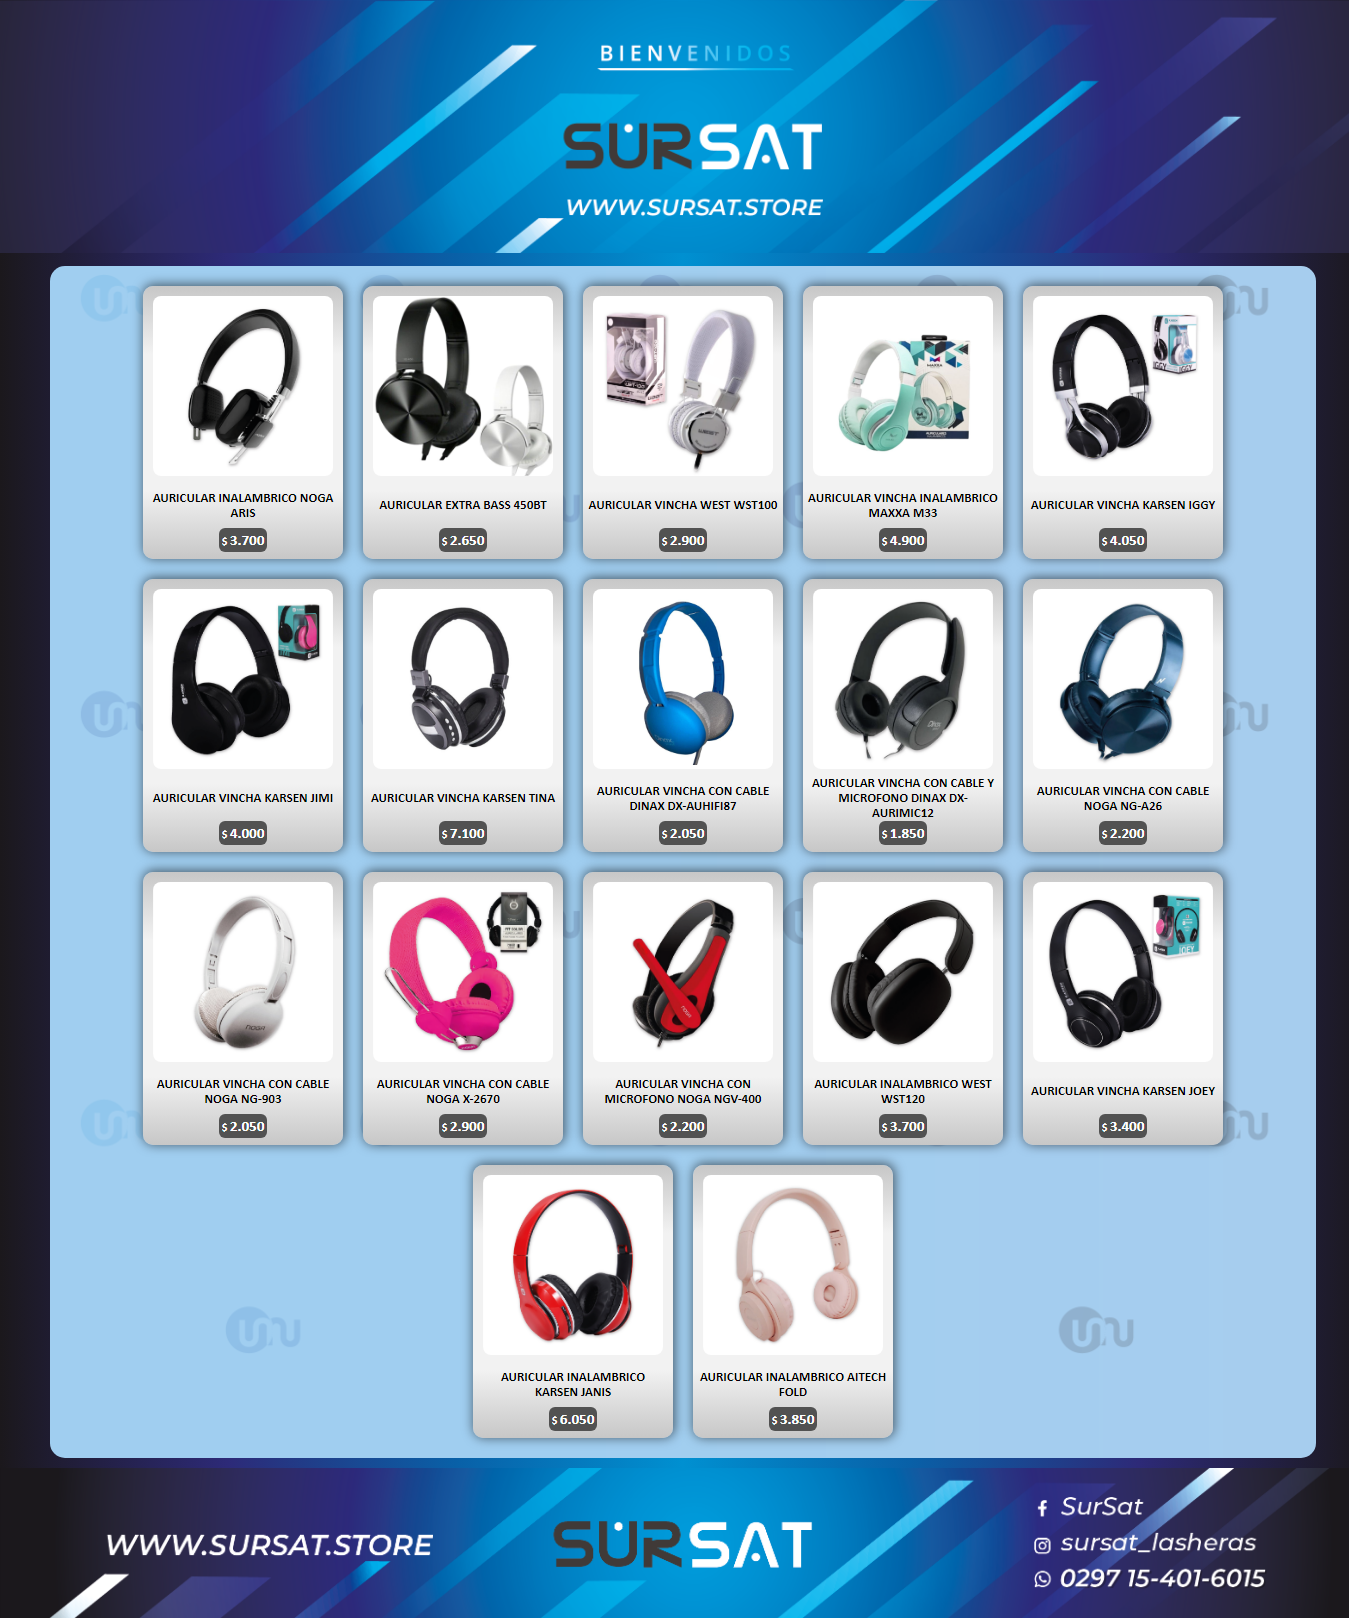 BIENVENIDOS
SURSAT
WWW.SURSAT.STORE
AURICULAR INALAMBRICO NOGA
ARIS
$ 3.700
AURICULAR EXTRA BASS 450BT
$ 2.650
AURICULAR VINCHA WEST WST100
$ 2.900
AURICULAR VINCHA INALAMBRICO
MAXXA M33
$ 4.900
AURICULAR VINCHA KARSEN IGGY
$ 4.050
AURICULAR VINCHA KARSEN JIMI
$ 4.000
AURICULAR VINCHA KARSEN TINA
$ 7.100
AURICULAR VINCHA CON CABLE
DINAX DX-AUHIFI87
$ 2.050
AURICULAR VINCHA CON CABLE Y
MICROFONO DINAX DX-
AURIMIC12
$ 1.850
AURICULAR VINCHA CON CABLE
NOGA NG-A26
$ 2.200
AURICULAR VINCHA CON CABLE
NOGA NG-903
$ 2.050
AURICULAR VINCHA CON CABLE
NOGA X-2670
$ 2.900
AURICULAR VINCHA CON
MICROFONO NOGA NGV-400
$ 2.200
AURICULAR INALAMBRICO WEST
WST120
$ 3.700
AURICULAR VINCHA KARSEN JOEY
$ 3.400
AURICULAR INALAMBRICO
KARSEN JANIS
$ 6.050
AURICULAR INALAMBRICO AITECH
FOLD
$ 3.850
WWW.SURSAT.STORE
SURSAT
SurSat
sursat_lasheras
0297 15-401-6015